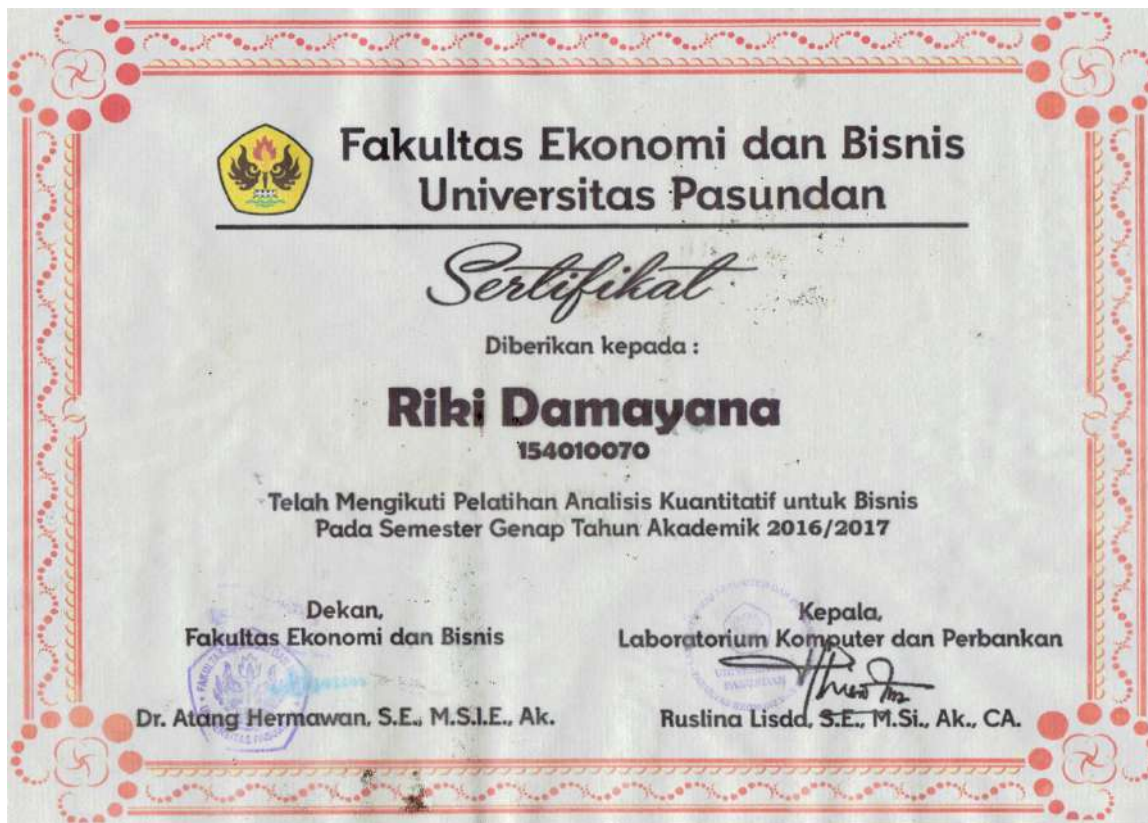 Fakultas Ekonomi dan Bisnis
Universitas Pasundan
Sertifikat
Diberikan kepada :
Riki Damayana
154010070
Telah Mengikuti Pelatihan Analisis Kuantitatif untuk Bisnis
Pada Semester Genap Tahun Akademik 2016/2017
Dekan,
Fakultas Ekonomi dan Bisnis
Dr. Atang Hermawan, S.E., M.S.I.E., Ak.
Kepala,
Laboratorium Komputer dan Perbankan
UNIVERSITAS
PASUNDAN
Ruslina Lisda, S.E., M.Si., Ak., CA.